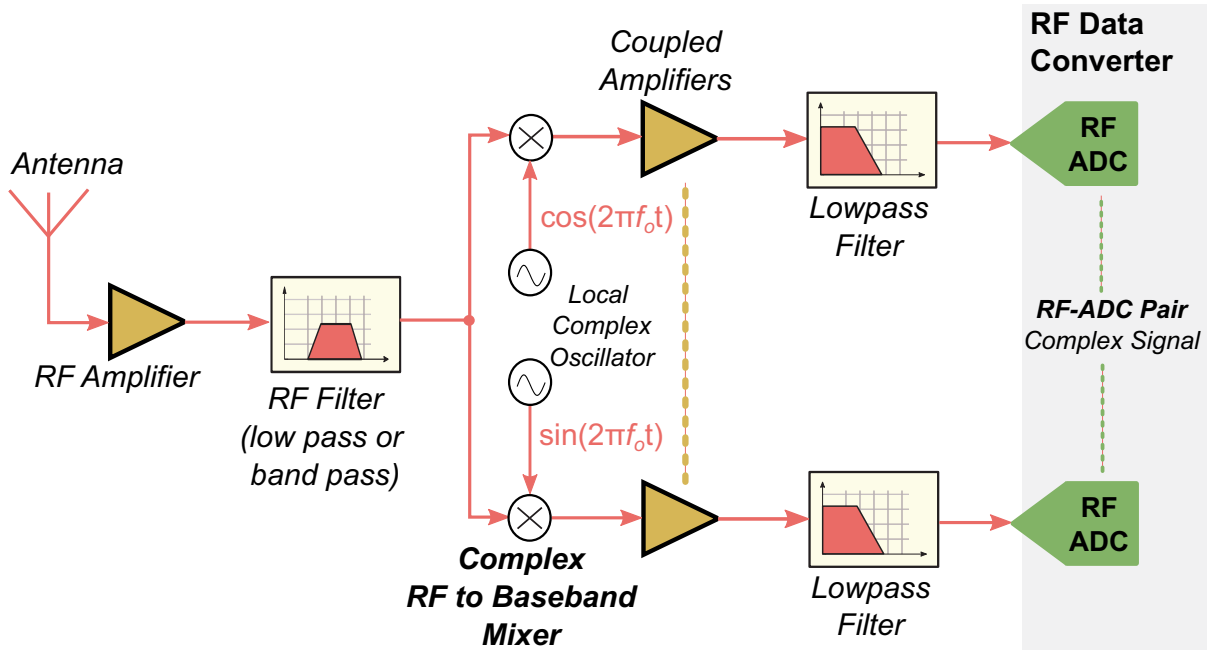 RF Data
Converter
Coupled
Amplifiers
RF
ADC
Antenna
cos(2πfₒt)
Lowpass
Filter
Local
Complex
Oscillator
RF-ADC Pair
Complex Signal
RF Amplifier
RF Filter
(low pass or
band pass)
sin(2πfₒt)
RF
ADC
Complex
RF to Baseband
Mixer
Lowpass
Filter